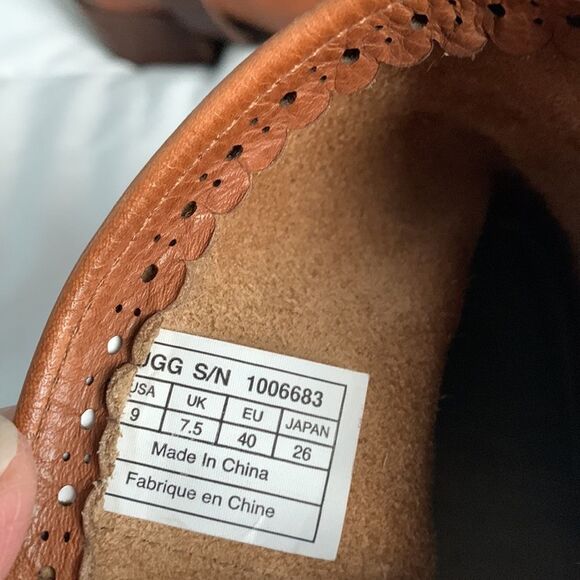 UGG S/N 1006683
USA UK EU JAPAN
9 7.5 40 26
Made In China
Fabrique en Chine